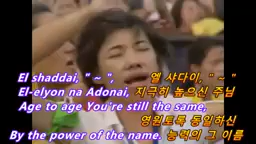 El shaddai, " ~ ", 엘 샤다이, " ~ "
El-elyon na Adonai, 지극히 높으신 주님
Age to age You're still the same,
영원토록 동일하신
By the power of the name. 능력의 그 이름